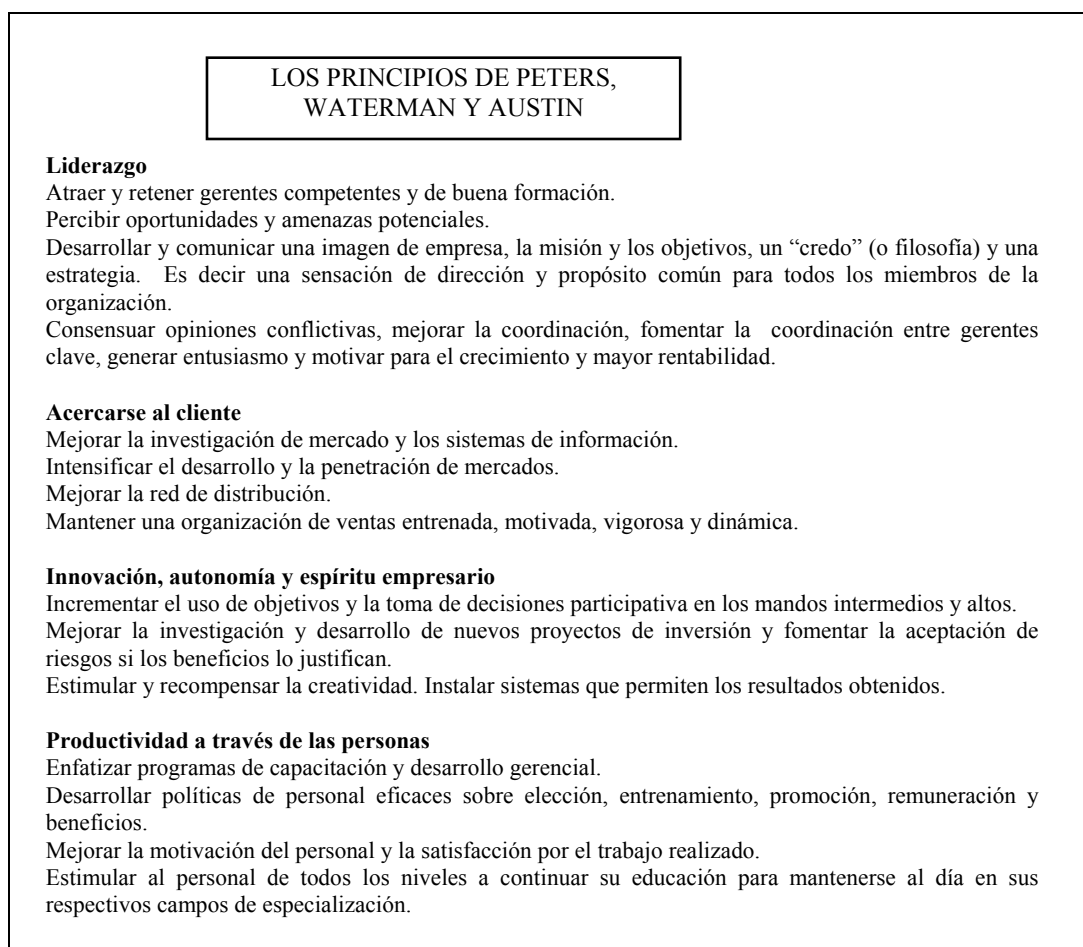 LOS PRINCIPIOS DE PETERS,
WATERMAN Y AUSTIN
Liderazgo
Atraer y retener gerentes competentes y de buena formación.
Percibir oportunidades y amenazas potenciales.
Desarrollar y comunicar una imagen de empresa, la misión y los objetivos, un “credo” (o filosofía) y una
estrategia. Es decir una sensación de dirección y propósito común para todos los miembros de la
organización.
Consensuar opiniones conflictivas, mejorar la coordinación, fomentar la coordinación entre gerentes
clave, generar entusiasmo y motivar para el crecimiento y mayor rentabilidad.
Acercarse al cliente
Mejorar la investigación de mercado y los sistemas de información.
Intensificar el desarrollo y la penetración de mercados.
Mejorar la red de distribución.
Mantener una organización de ventas entrenada, motivada, vigorosa y dinámica.
Innovación, autonomía y espíritu empresario
Incrementar el uso de objetivos y la toma de decisiones participativa en los mandos intermedios y altos.
Mejorar la investigación y desarrollo de nuevos proyectos de inversión y fomentar la aceptación de
riesgos si los beneficios lo justifican.
Estimular y recompensar la creatividad. Instalar sistemas que permiten los resultados obtenidos.
Productividad a través de las personas
Enfatizar programas de capacitación y desarrollo gerencial.
Desarrollar políticas de personal eficaces sobre elección, entrenamiento, promoción, remuneración y
beneficios.
Mejorar la motivación del personal y la satisfacción por el trabajo realizado.
Estimular al personal de todos los niveles a continuar su educación para mantenerse al día en sus
respectivos campos de especialización.